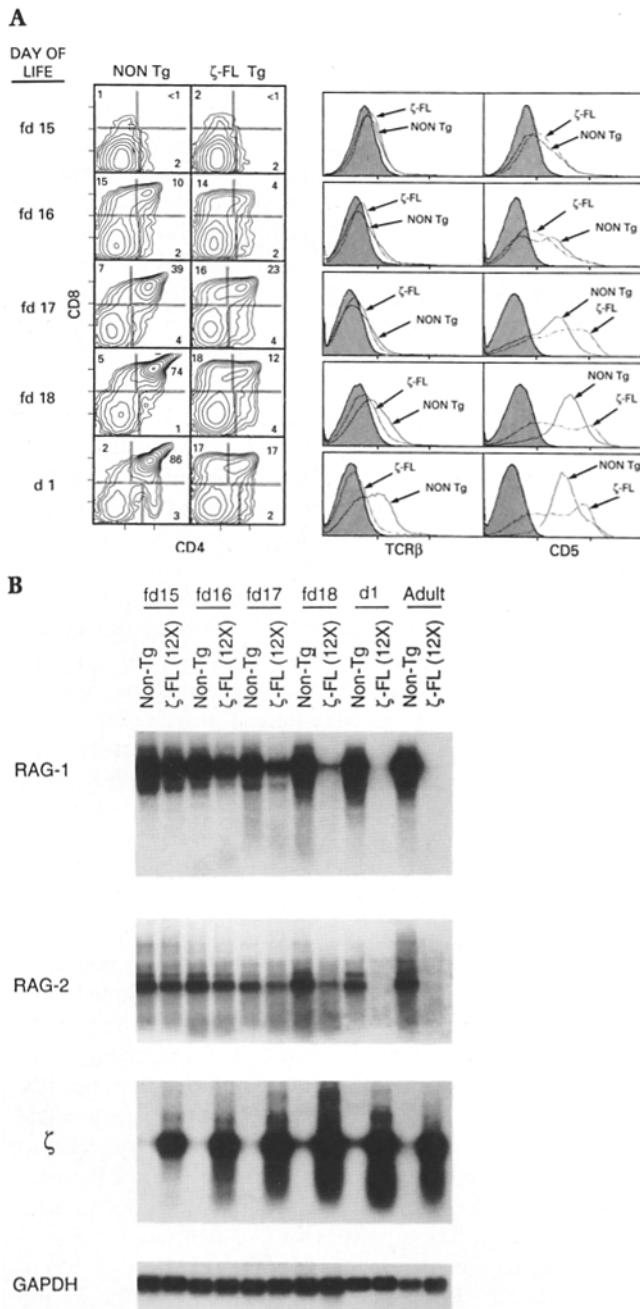 A
DAY OF LIFE
NON Tg
ζ-FL Tg
fd 15
1
<1
2
<1
2
2
fd 16
15
10
14
4
2
2
fd 17
7
39
16
23
4
4
fd 18
5
74
18
12
1
4
d 1
2
86
17
17
3
2
CD8
CD4
ζ-FL
NON Tg
ζ-FL
NON Tg
ζ-FL
NON Tg
ζ-FL
NON Tg
ζ-FL
NON Tg
NON Tg
ζ-FL
ζ-FL
NON Tg
NON Tg
ζ-FL
ζ-FL
NON Tg
NON Tg
ζ-FL
TCRβ
CD5
B
fd15
fd16
fd17
fd18
d1
Adult
Non-Tg
ζ-FL (12X)
Non-Tg
ζ-FL (12X)
Non-Tg
ζ-FL (12X)
Non-Tg
ζ-FL (12X)
Non-Tg
ζ-FL (12X)
Non-Tg
ζ-FL (12X)
RAG-1
RAG-2
ζ
GAPDH